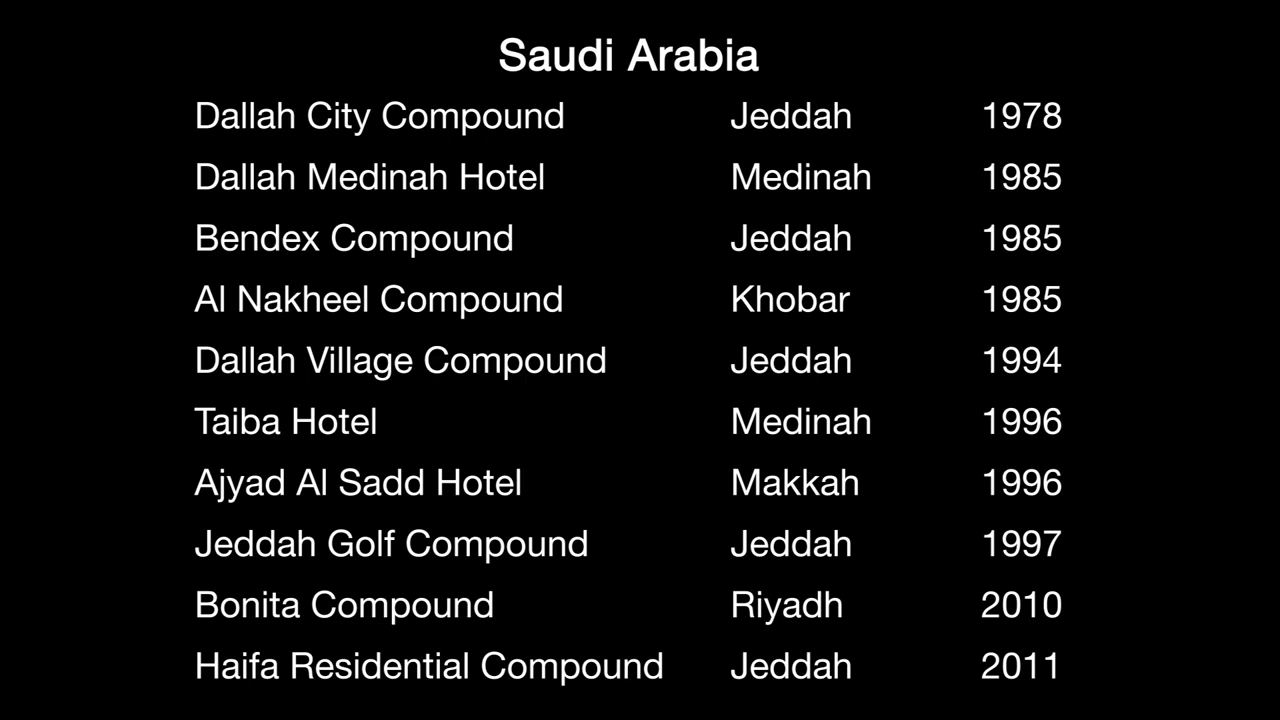 Saudi Arabia
Dallah City Compound Jeddah 1978
Dallah Medinah Hotel Medinah 1985
Bendex Compound Jeddah 1985
Al Nakheel Compound Khobar 1985
Dallah Village Compound Jeddah 1994
Taiba Hotel Medinah 1996
Ajyad Al Sadd Hotel Makkah 1996
Jeddah Golf Compound Jeddah 1997
Bonita Compound Riyadh 2010
Haifa Residential Compound Jeddah 2011